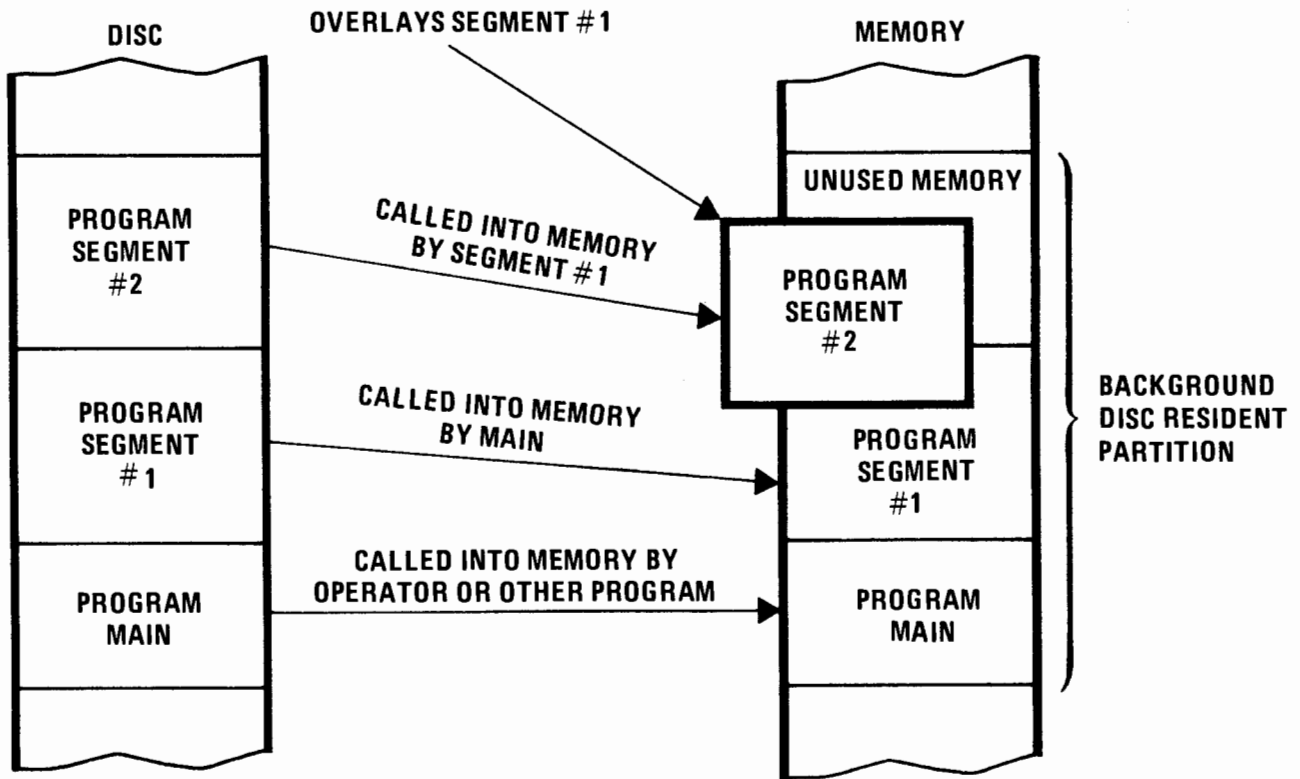 DISC
OVERLAYS SEGMENT #1
MEMORY
UNUSED MEMORY
PROGRAM
SEGMENT
#2
CALLED INTO MEMORY
BY SEGMENT #1
PROGRAM
SEGMENT
#2
PROGRAM
SEGMENT
#1
CALLED INTO MEMORY
BY MAIN
PROGRAM
SEGMENT
#1
BACKGROUND
DISC RESIDENT
PARTITION
PROGRAM
MAIN
CALLED INTO MEMORY BY
OPERATOR OR OTHER PROGRAM
PROGRAM
MAIN